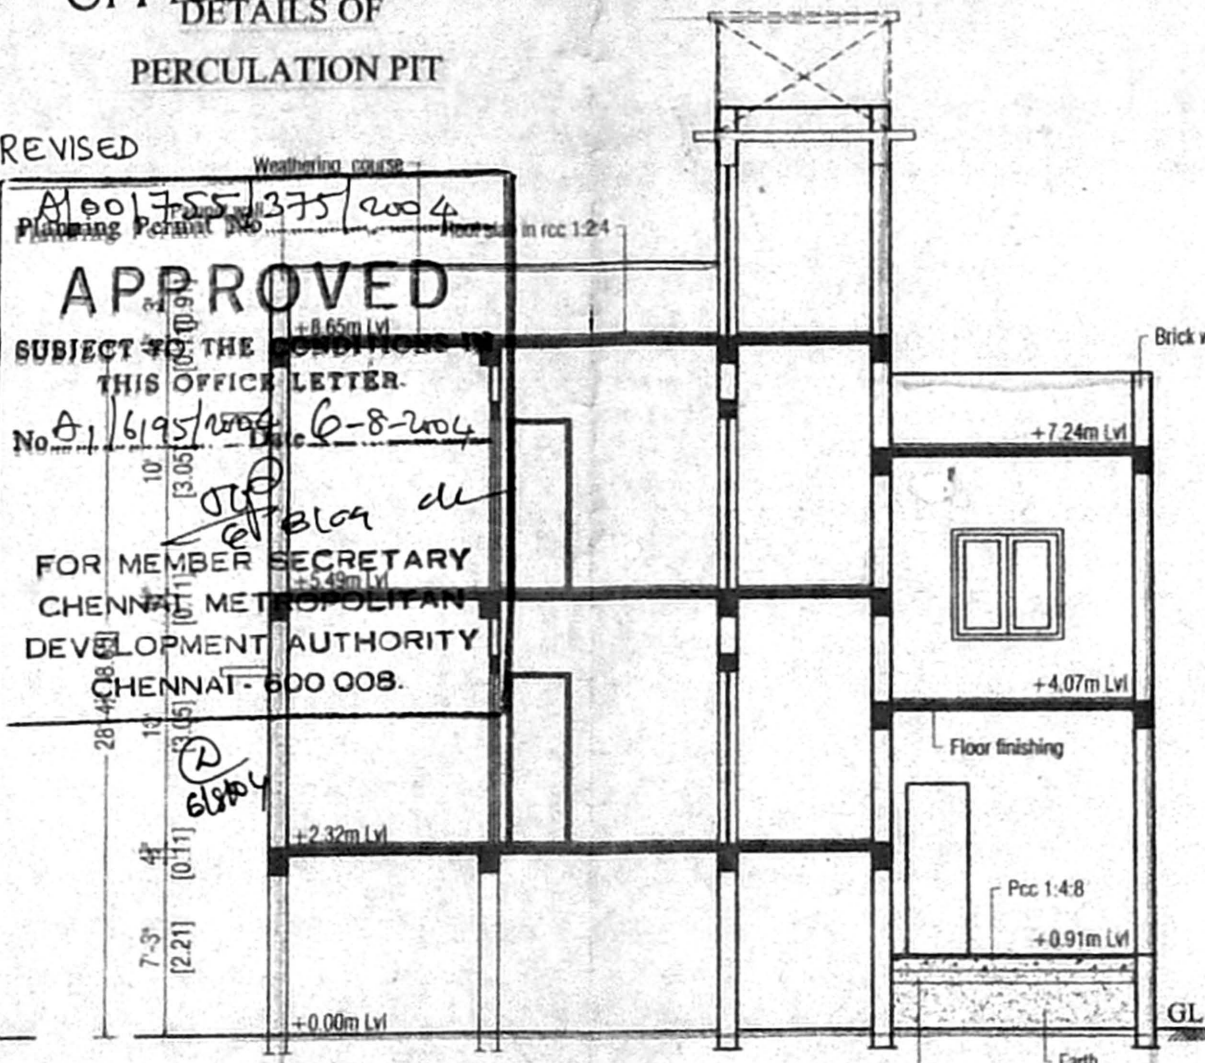 DETAILS OF
PERCULATION PIT
REVISED
Weathering course
A/001755/375/2004
Planning Permit No
Roof slab in rcc 1:2:4
APPROVED
+8.65m Lvl
SUBJECT TO THE CONDITIONS IN
THIS OFFICE LETTER.
No. A1/6195/2004 Date 6-8-2004
Brick
+7.24m Lvl
10'
[3.05]
FOR MEMBER SECRETARY
+5.49m Lvl
CHENNAI METROPOLITAN
[0.11]
DEVELOPMENT AUTHORITY
CHENNAI-600 008.
+4.07m Lvl
Floor finishing
10'
[3.05]
28'-4"
6/8/04
+2.32m Lvl
4"
[0.11]
Pcc 1:4:8
+0.91m Lvl
7'-3"
[2.21]
+0.00m Lvl
GL
Earth